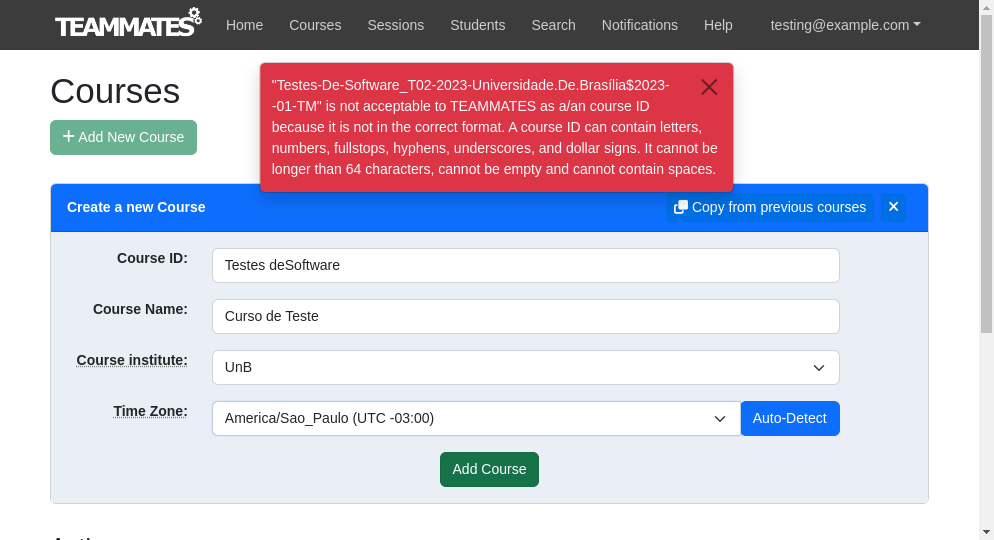 TEAMMATES
Home Courses Sessions Students Search Notifications Help testing@example.com
Courses
"Testes-De-Software_T02-2023-Universidade.De.Brasília$2023-
-01-TM" is not acceptable to TEAMMATES as a/an course ID
because it is not in the correct format. A course ID can contain letters,
numbers, fullstops, hyphens, underscores, and dollar signs. It cannot be
longer than 64 characters, cannot be empty and cannot contain spaces.
Add New Course
Create a new Course
Copy from previous courses
Course ID: Testes deSoftware
Course Name: Curso de Teste
Course institute: UnB
Time Zone: America/Sao_Paulo (UTC -03:00) Auto-Detect
Add Course